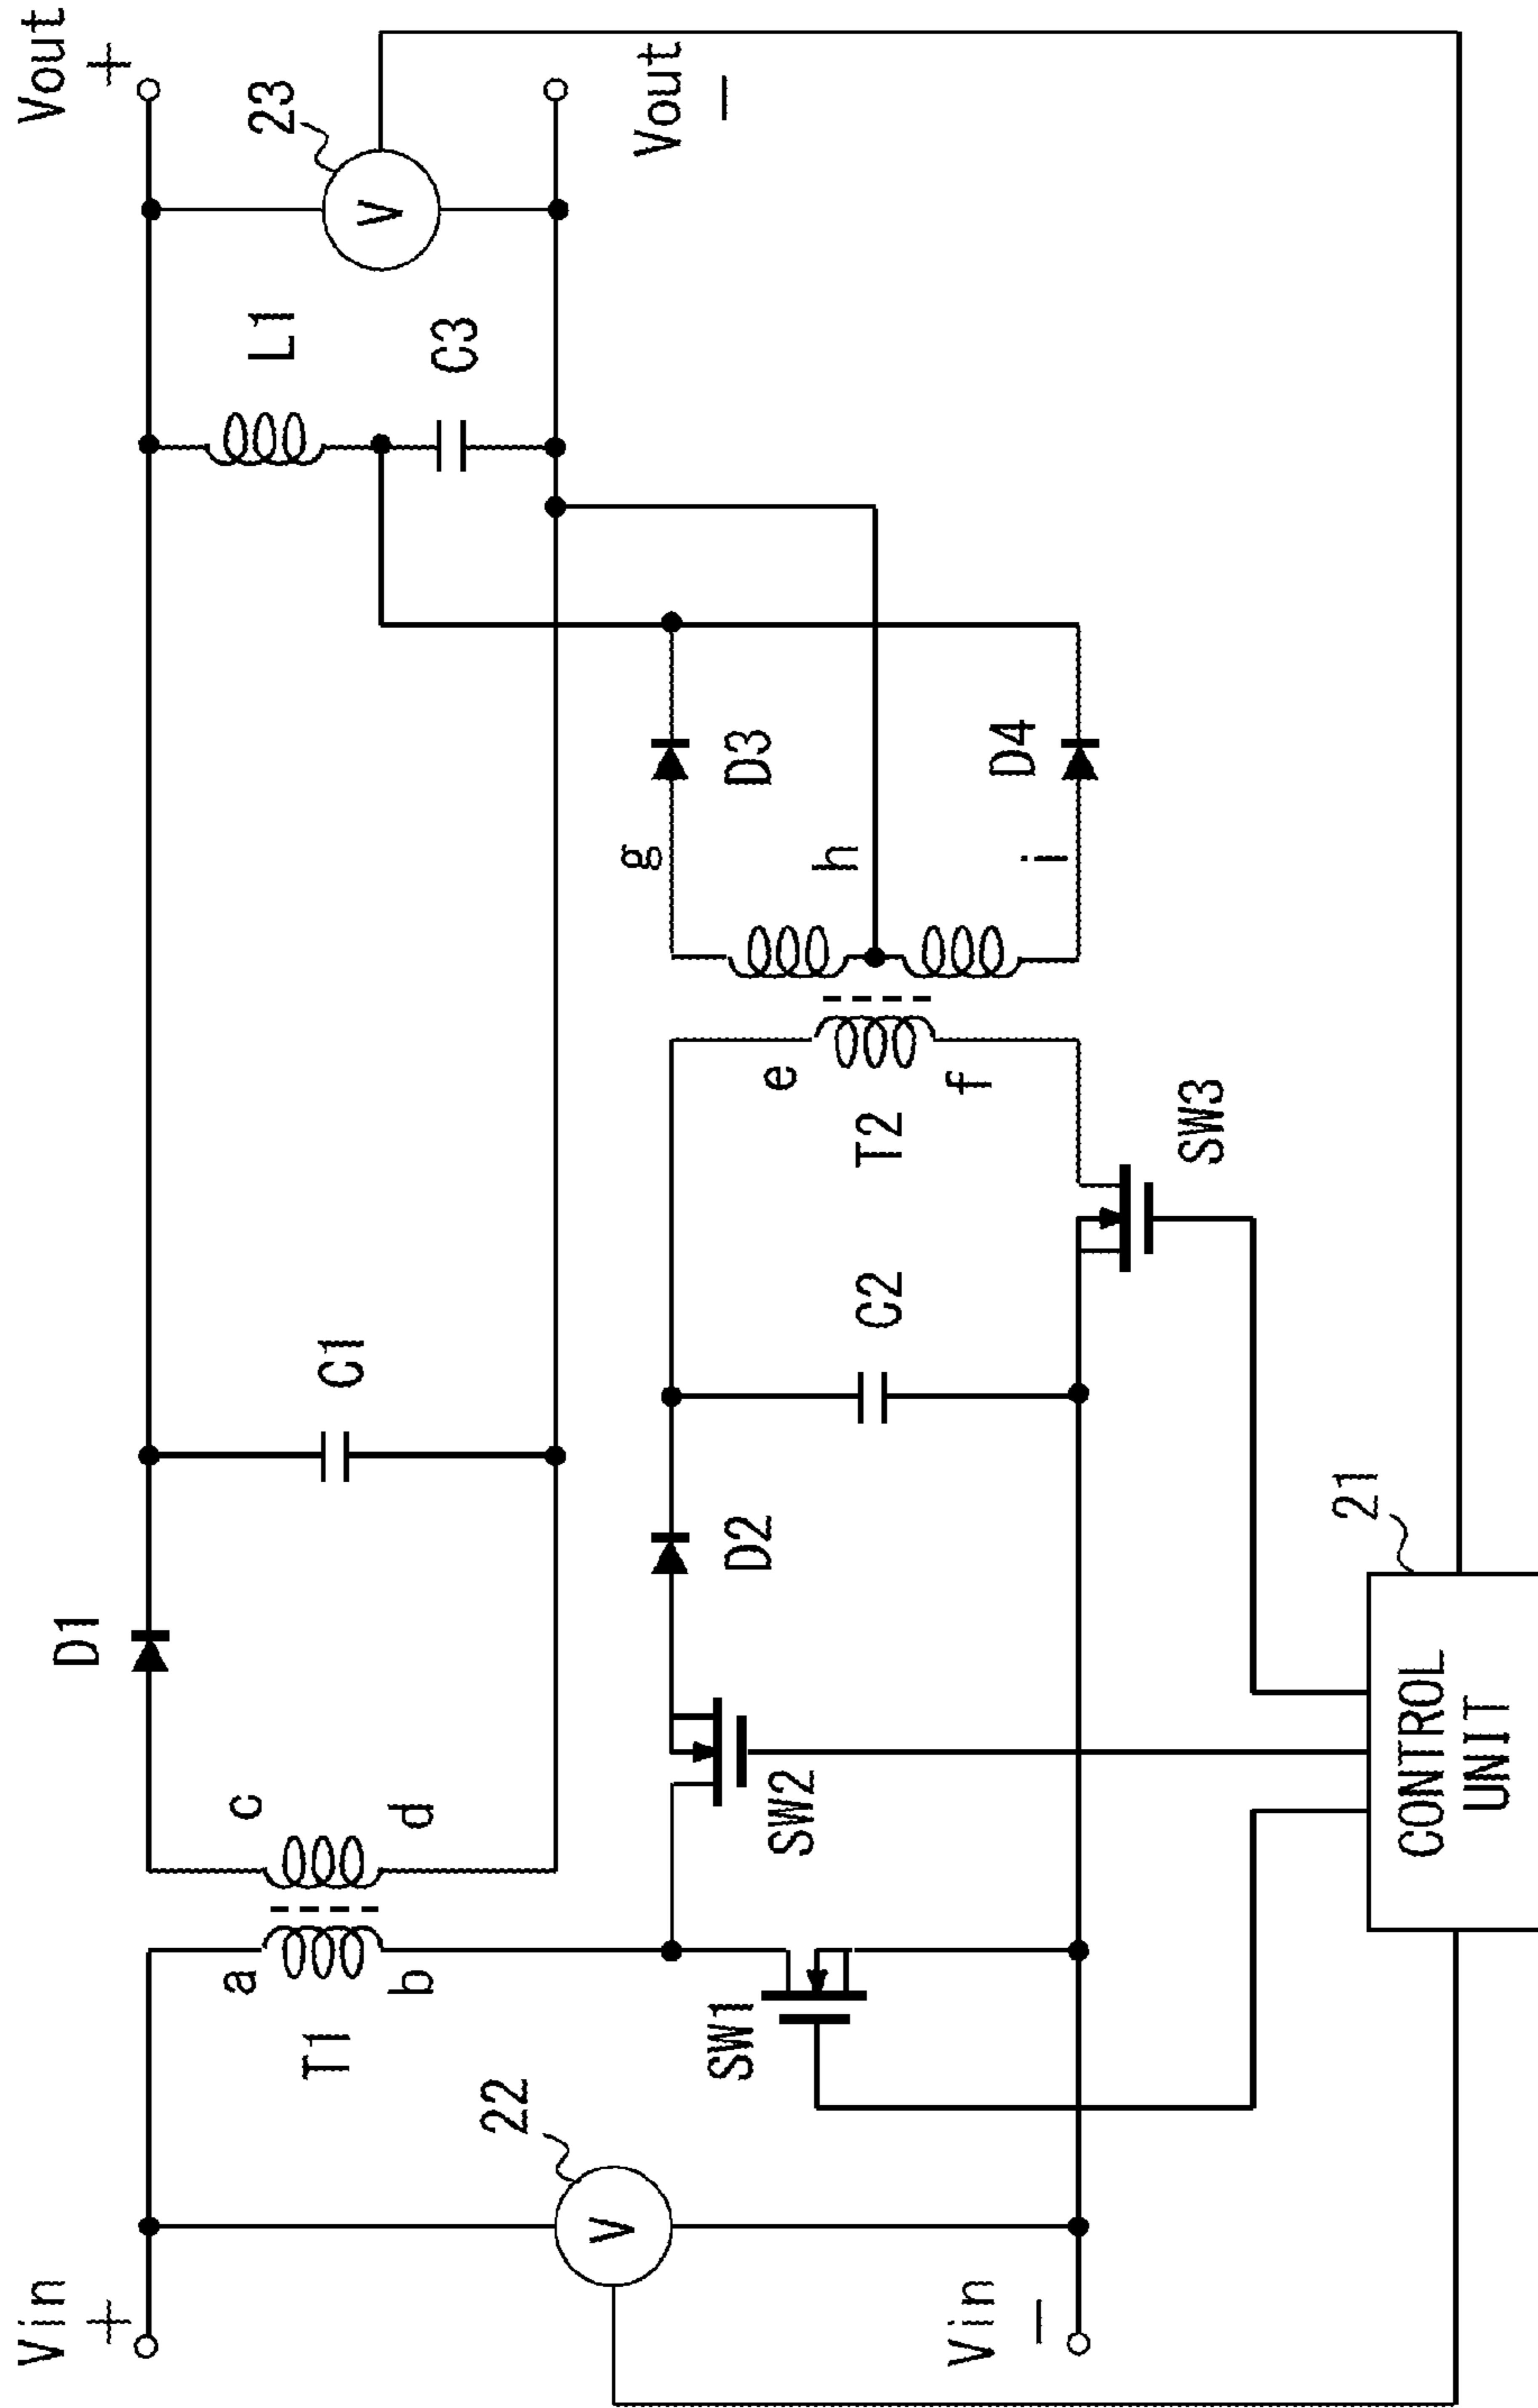 Vin
+
Vin
−
22
V
T1
a
b
c
d
SW1
D1
SW2
D2
C1
C2
SW3
T2
e
f
g
h
i
D3
D4
L1
C3
23
V
Vout
+
Vout
−
21
CONTROL
UNIT